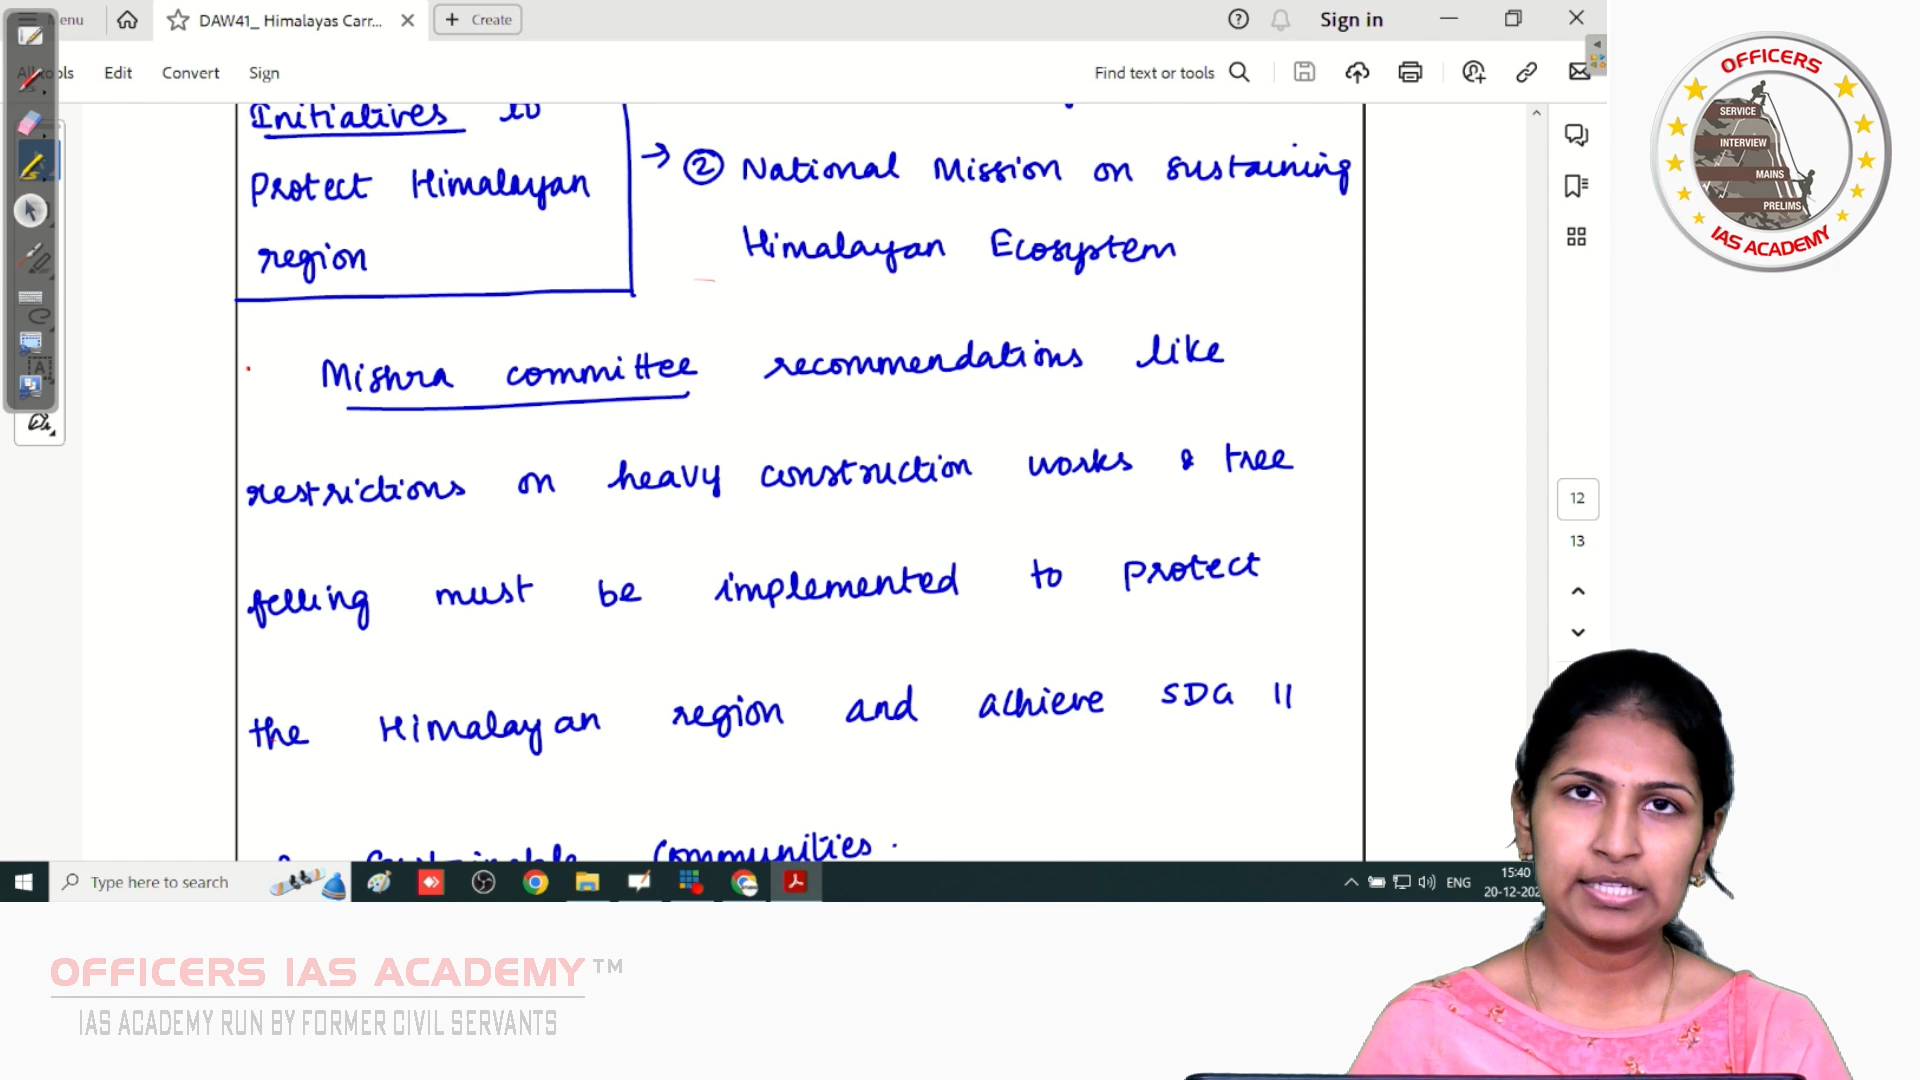 Menu
DAW41_ Himalayas Carr...
Create
Sign in
All tools
Edit
Convert
Sign
Find text or tools
Initiatives to
Protect Himalayan
region
→ ② National Mission on sustaining
Himalayan Ecosystem
Mishra committee recommendations like
restrictions on heavy construction works & tree
felling must be implemented to protect
the Himalayan region and achieve SDG 11
communities.
12
13
Type here to search
ENG
15:40
20-12-202
OFFICERS
SERVICE
INTERVIEW
MAINS
PRELIMS
IAS ACADEMY
OFFICERS IAS ACADEMY™
IAS ACADEMY RUN BY FORMER CIVIL SERVANTS